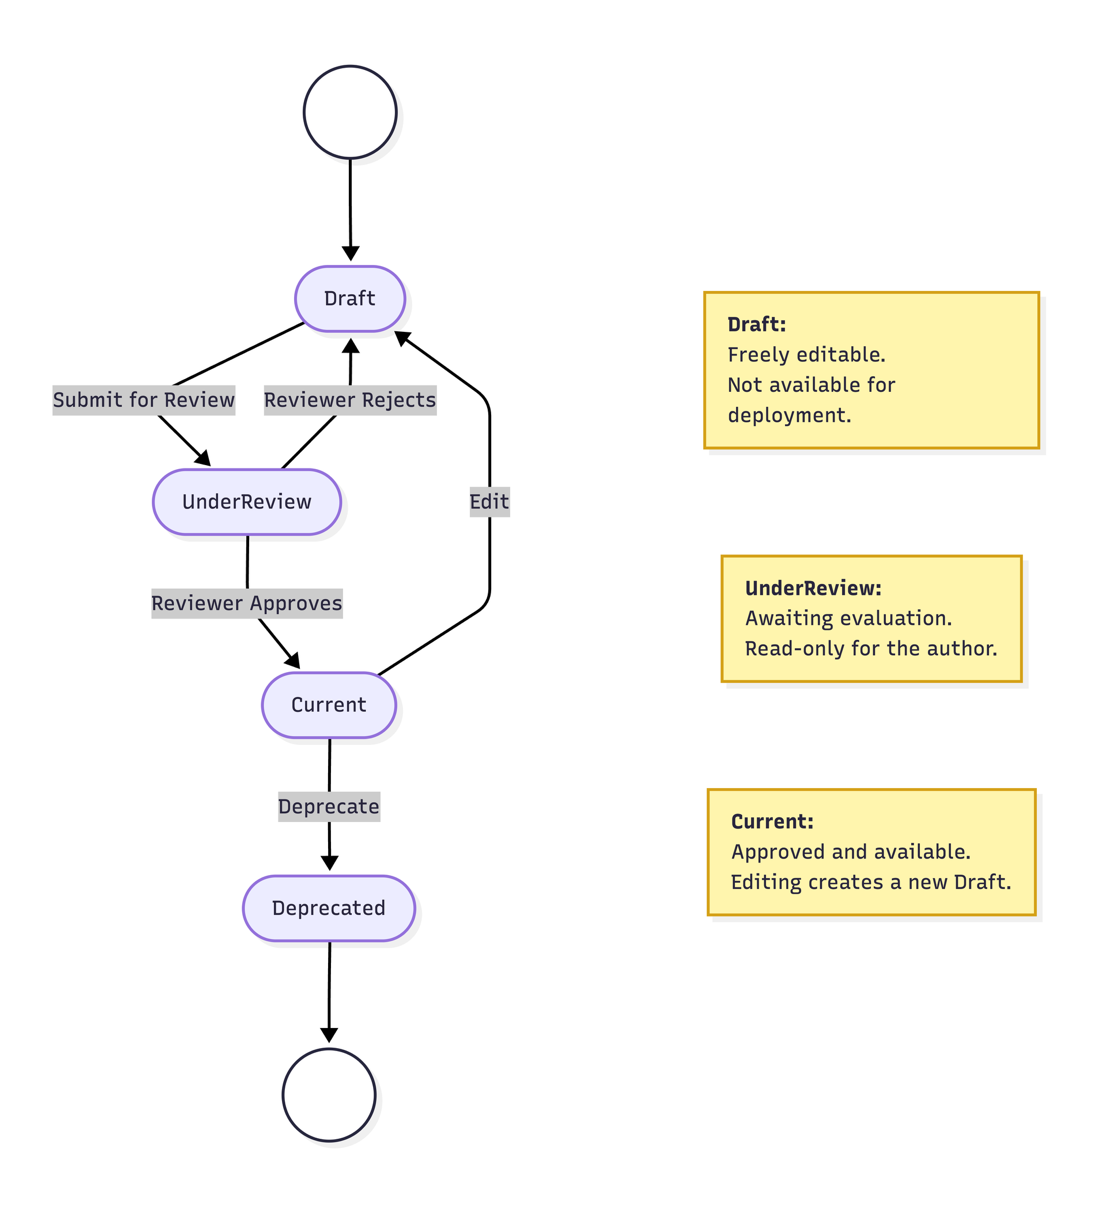 Draft
Submit for Review
Reviewer Rejects
UnderReview
Edit
Reviewer Approves
Current
Deprecate
Deprecated
Draft:
Freely editable.
Not available for
deployment.
UnderReview:
Awaiting evaluation.
Read-only for the author.
Current:
Approved and available.
Editing creates a new Draft.